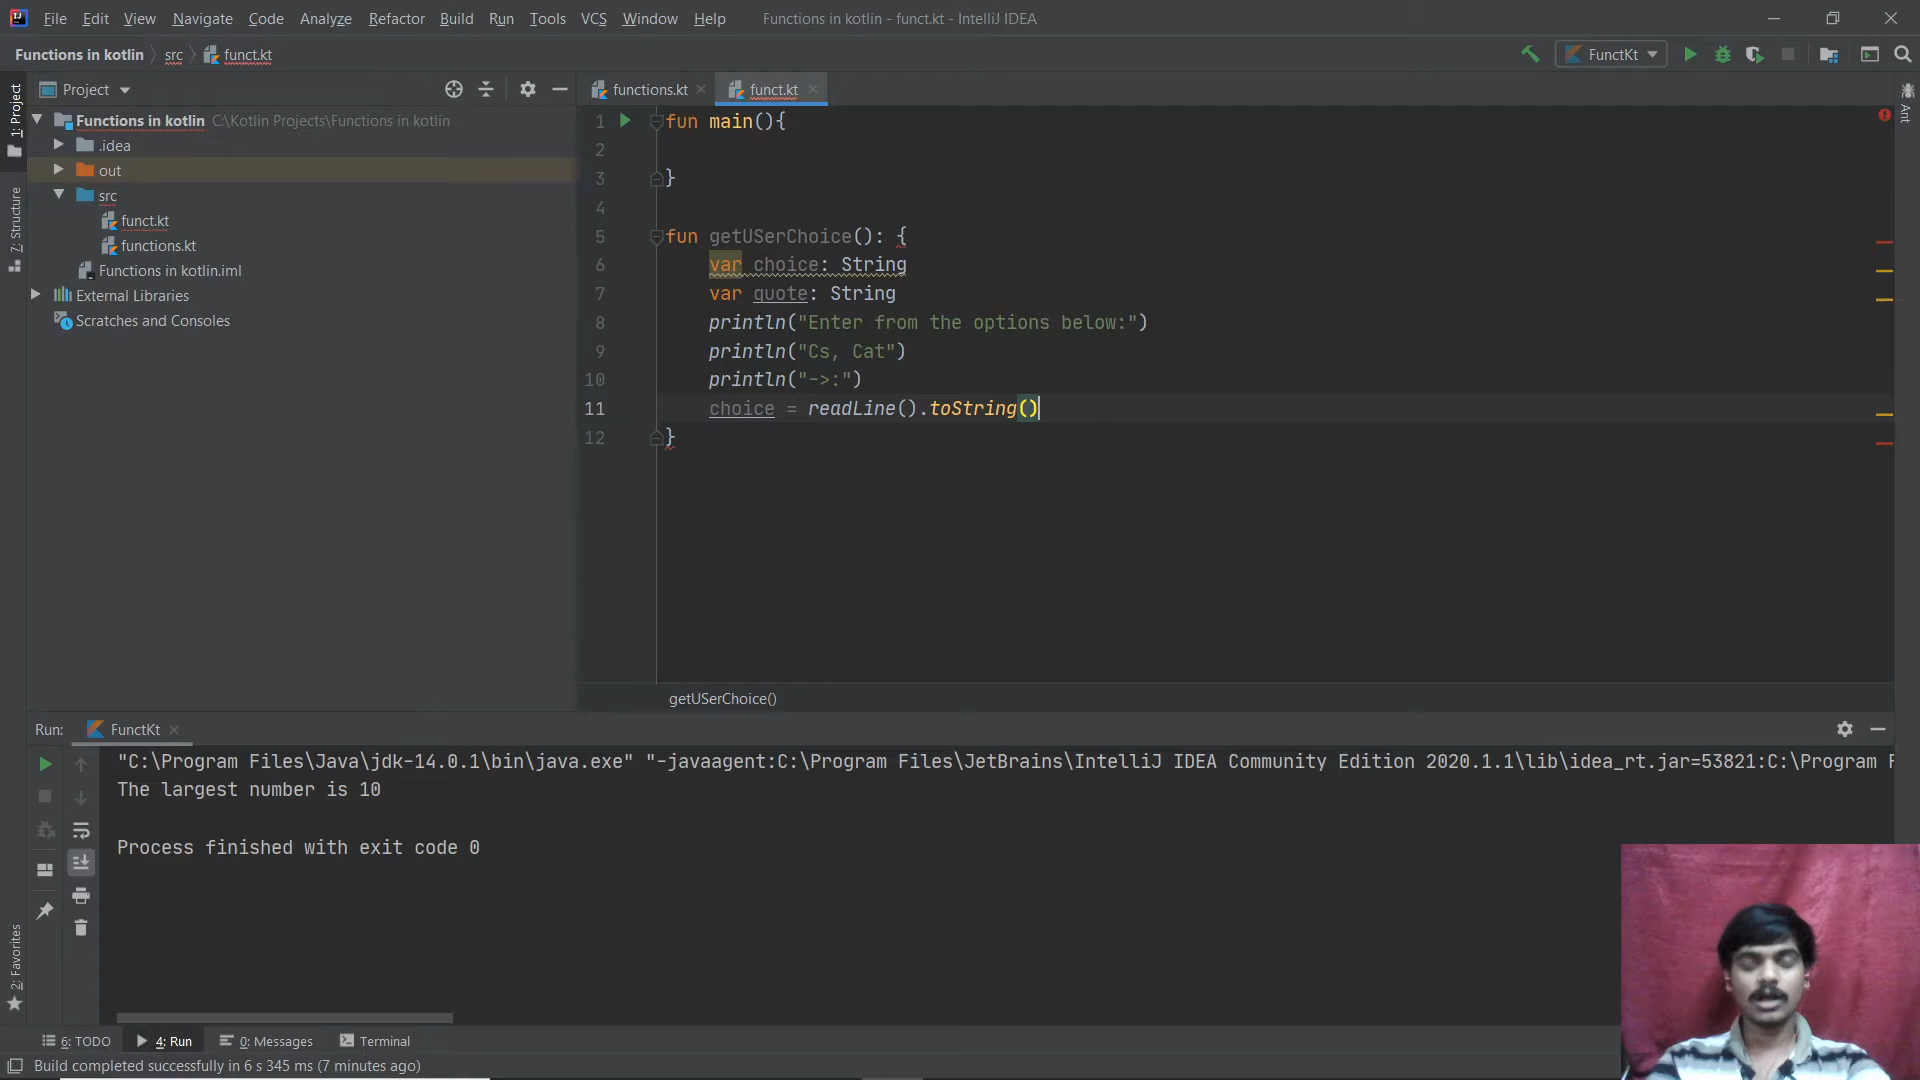 File Edit View Navigate Code Analyze Refactor Build Run Tools VCS Window Help Functions in kotlin - funct.kt - IntelliJ IDEA
Functions in kotlin src funct.kt FunctKt
Project functions.kt funct.kt
1: Project
7: Structure
2: Favorites
Ant
Functions in kotlin C:\Kotlin Projects\Functions in kotlin
.idea
out
src
funct.kt
functions.kt
Functions in kotlin.iml
External Libraries
Scratches and Consoles
1 fun main(){
2
3 }
4
5 fun getUSerChoice(): {
6 var choice: String
7 var quote: String
8 println("Enter from the options below:")
9 println("Cs, Cat")
10 println("->:")
11 choice = readLine().toString()
12 }
getUSerChoice()
Run: FunctKt
"C:\Program Files\Java\jdk-14.0.1\bin\java.exe" "-javaagent:C:\Program Files\JetBrains\IntelliJ IDEA Community Edition 2020.1.1\lib\idea_rt.jar=53821:C:\Program F
The largest number is 10
Process finished with exit code 0
6: TODO 4: Run 0: Messages Terminal
Build completed successfully in 6 s 345 ms (7 minutes ago)